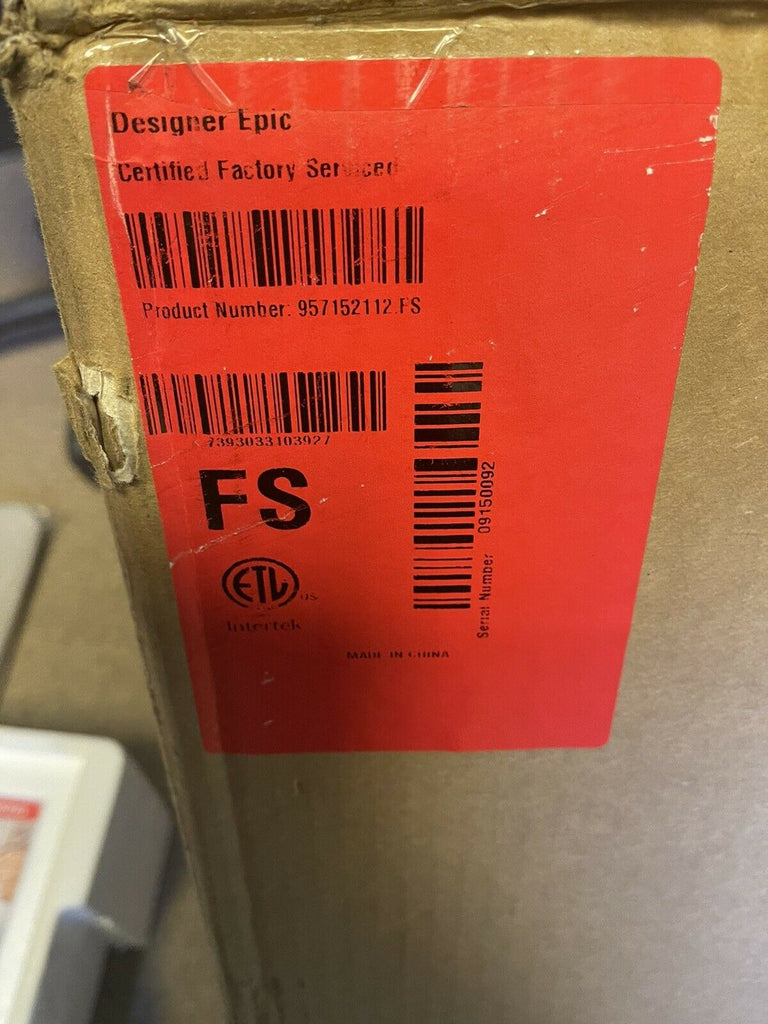 Designer Epic
Certified Factory Serviced
Product Number: 957152112.FS
7393033103927
FS
ETL
US
Intertek
MADE IN CHINA
Serial Number 09150092